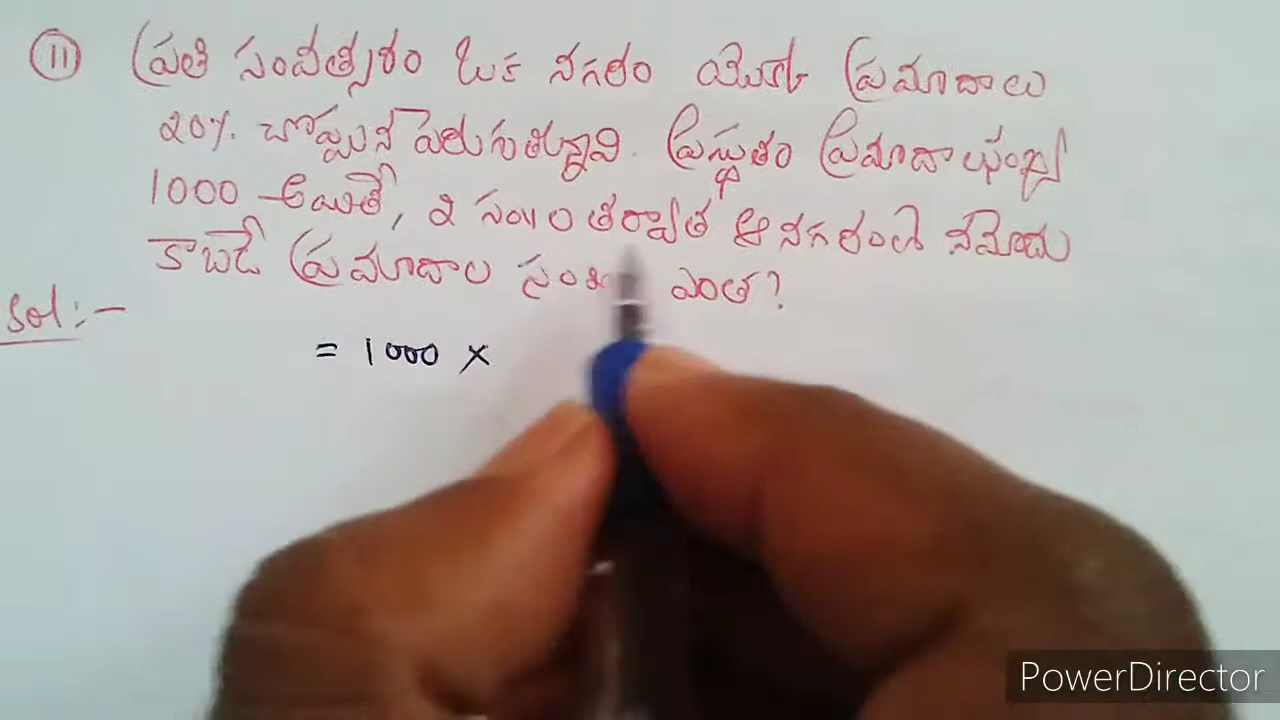 11 ప్రతి సంవత్సరం ఒక నగరం యొక్క ప్రమాదాలు
20% చొప్పున పెరుగుతున్నవి. ప్రస్తుతం ప్రమాదాల సంఖ్య
1000 అయితే, 2 సం॥ల తర్వాత ఆ నగరంలో నమోదు
కాబడే ప్రమాదాల ఎంత?
Sol:-
= 1000 ×
PowerDirector